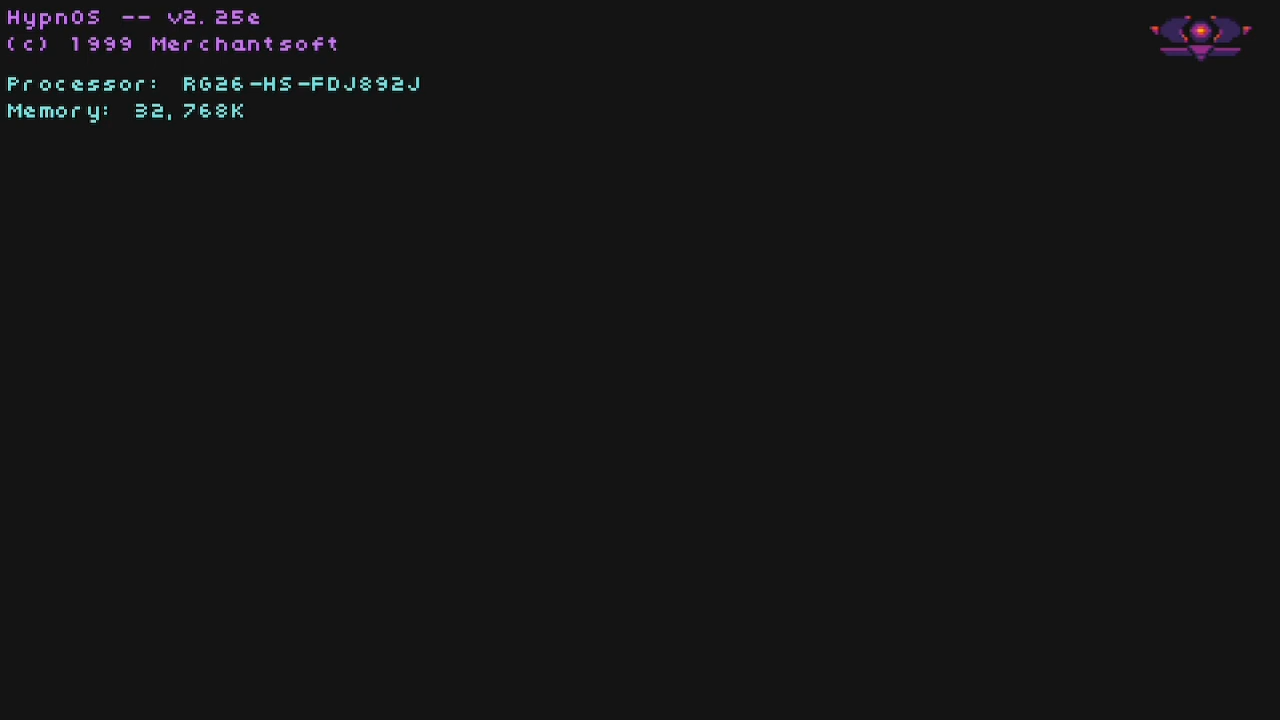 HypnOS -- v2.25e
(c) 1999 Merchantsoft
Processor: RG26-HS-FDJ892J
Memory: 32,768K